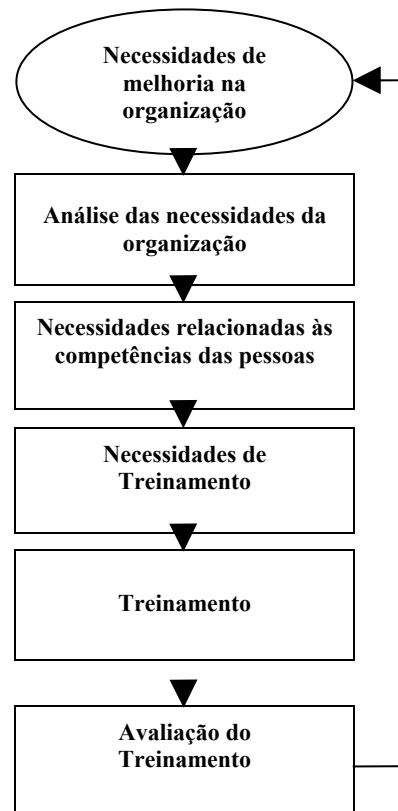 Necessidades de
melhoria na
organização
Análise das necessidades da
organização
Necessidades relacionadas às
competências das pessoas
Necessidades de
Treinamento
Treinamento
Avaliação do
Treinamento